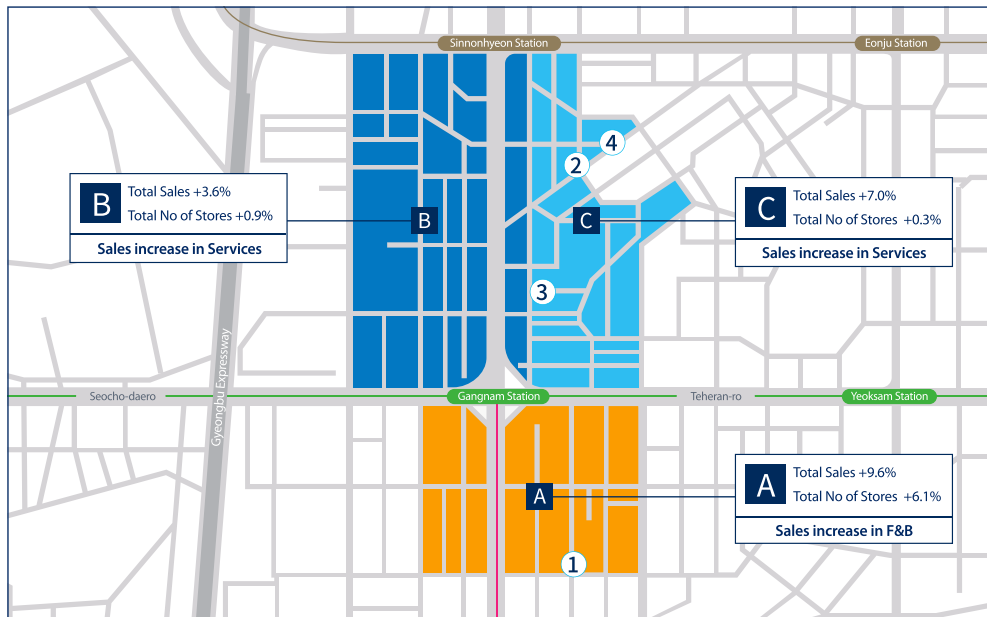 Sinnonhyeon Station
Eonju Station
4
2
B
Total Sales +3.6%
Total No of Stores +0.9%
Sales increase in Services
B
C
C
Total Sales +7.0%
Total No of Stores +0.3%
Sales increase in Services
3
Gyeongbu Expressway
Seocho-daero
Gangnam Station
Teheran-ro
Yeoksam Station
A
A
Total Sales +9.6%
Total No of Stores +6.1%
Sales increase in F&B
1